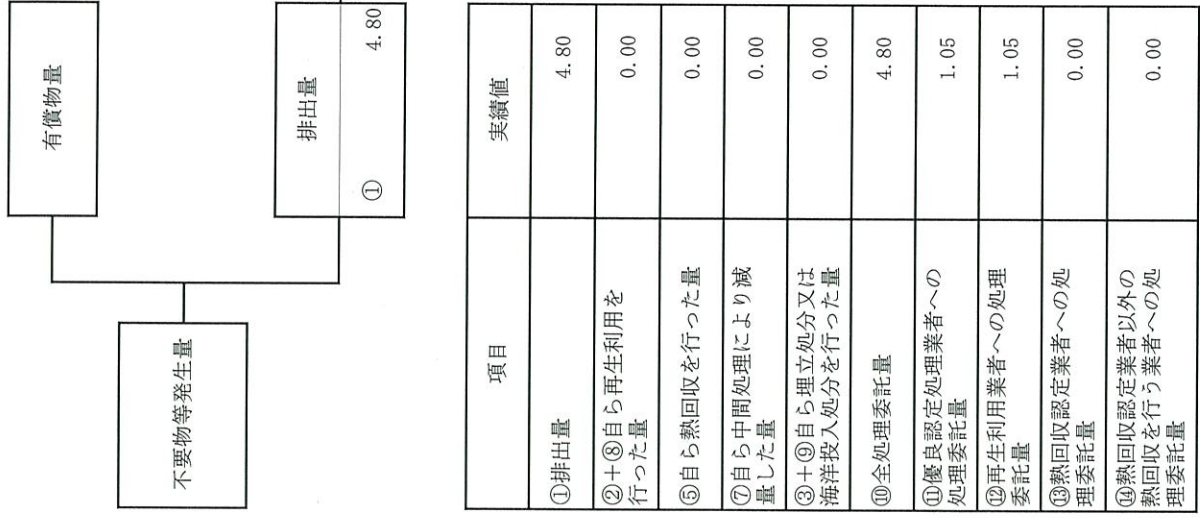 有償物量
不要物等発生量
排出量
① 4.80
項目 実績値
①排出量 4.80
②+⑧自ら再生利用を
行った量 0.00
⑤自ら熱回収を行った量 0.00
⑦自ら中間処理により減
量した量 0.00
③+⑨自ら埋立処分又は
海洋投入処分を行った量 0.00
⑩全処理委託量 4.80
⑪優良認定処理業者への
処理委託量 1.05
⑫再生利用業者への処理
委託量 1.05
⑬熱回収認定業者への処
理委託量 0.00
⑭熱回収認定業者以外の
熱回収を行う業者への処
理委託量 0.00